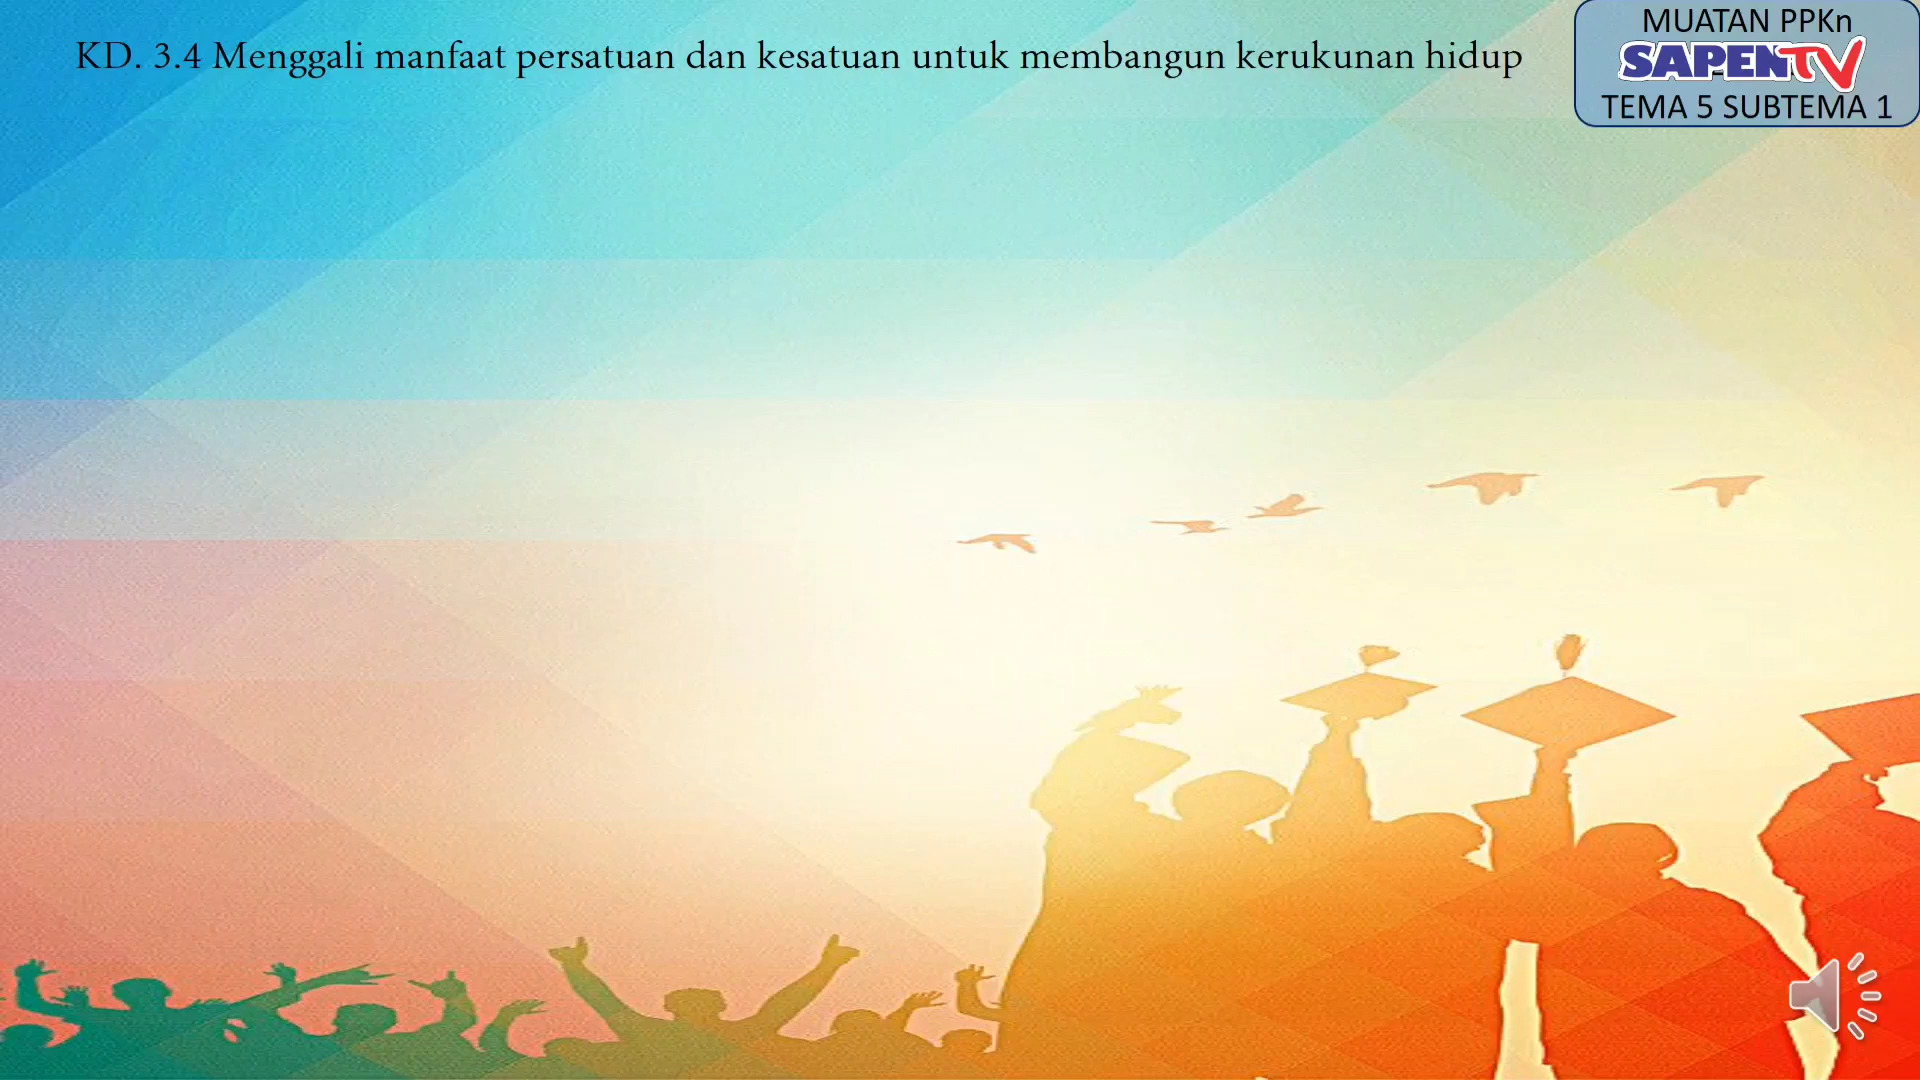 KD. 3.4 Menggali manfaat persatuan dan kesatuan untuk membangun kerukunan hidup
MUATAN PPKn
SAPENTV
TEMA 5 SUBTEMA 1